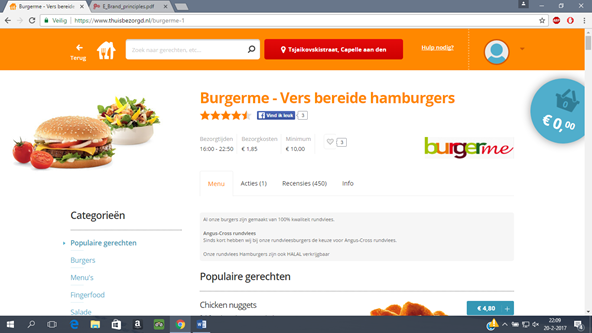 Burgerme - Vers bereide
E_Brand_principles.pdf
Veilig https://www.thuisbezorgd.nl/burgerme-1
Terug
Zoek naar gerechten, etc...
Tsjaikovskistraat, Capelle aan den
Hulp nodig?
Burgerme - Vers bereide hamburgers
Vind ik leuk 3
0
€ 0,00
Bezorgtijden Bezorgkosten Minimum
16:00 - 22:50 € 1,85 € 10,00
3
burgerme
Menu Acties (1) Recensies (450) Info
Categorieën
Populaire gerechten
Burgers
Menu's
Fingerfood
Salade
Al onze burgers zijn gemaakt van 100% kwaliteit rundvlees.
Angus-Cross rundvlees
Sinds kort hebben wij bij onze rundvleesburgers de keuze voor Angus-Cross rundvlees.
Onze rundvlees Hamburgers zijn ook HALAL verkrijgbaar
Populaire gerechten
Chicken nuggets
€ 4,80 +
22:09
20-2-2017